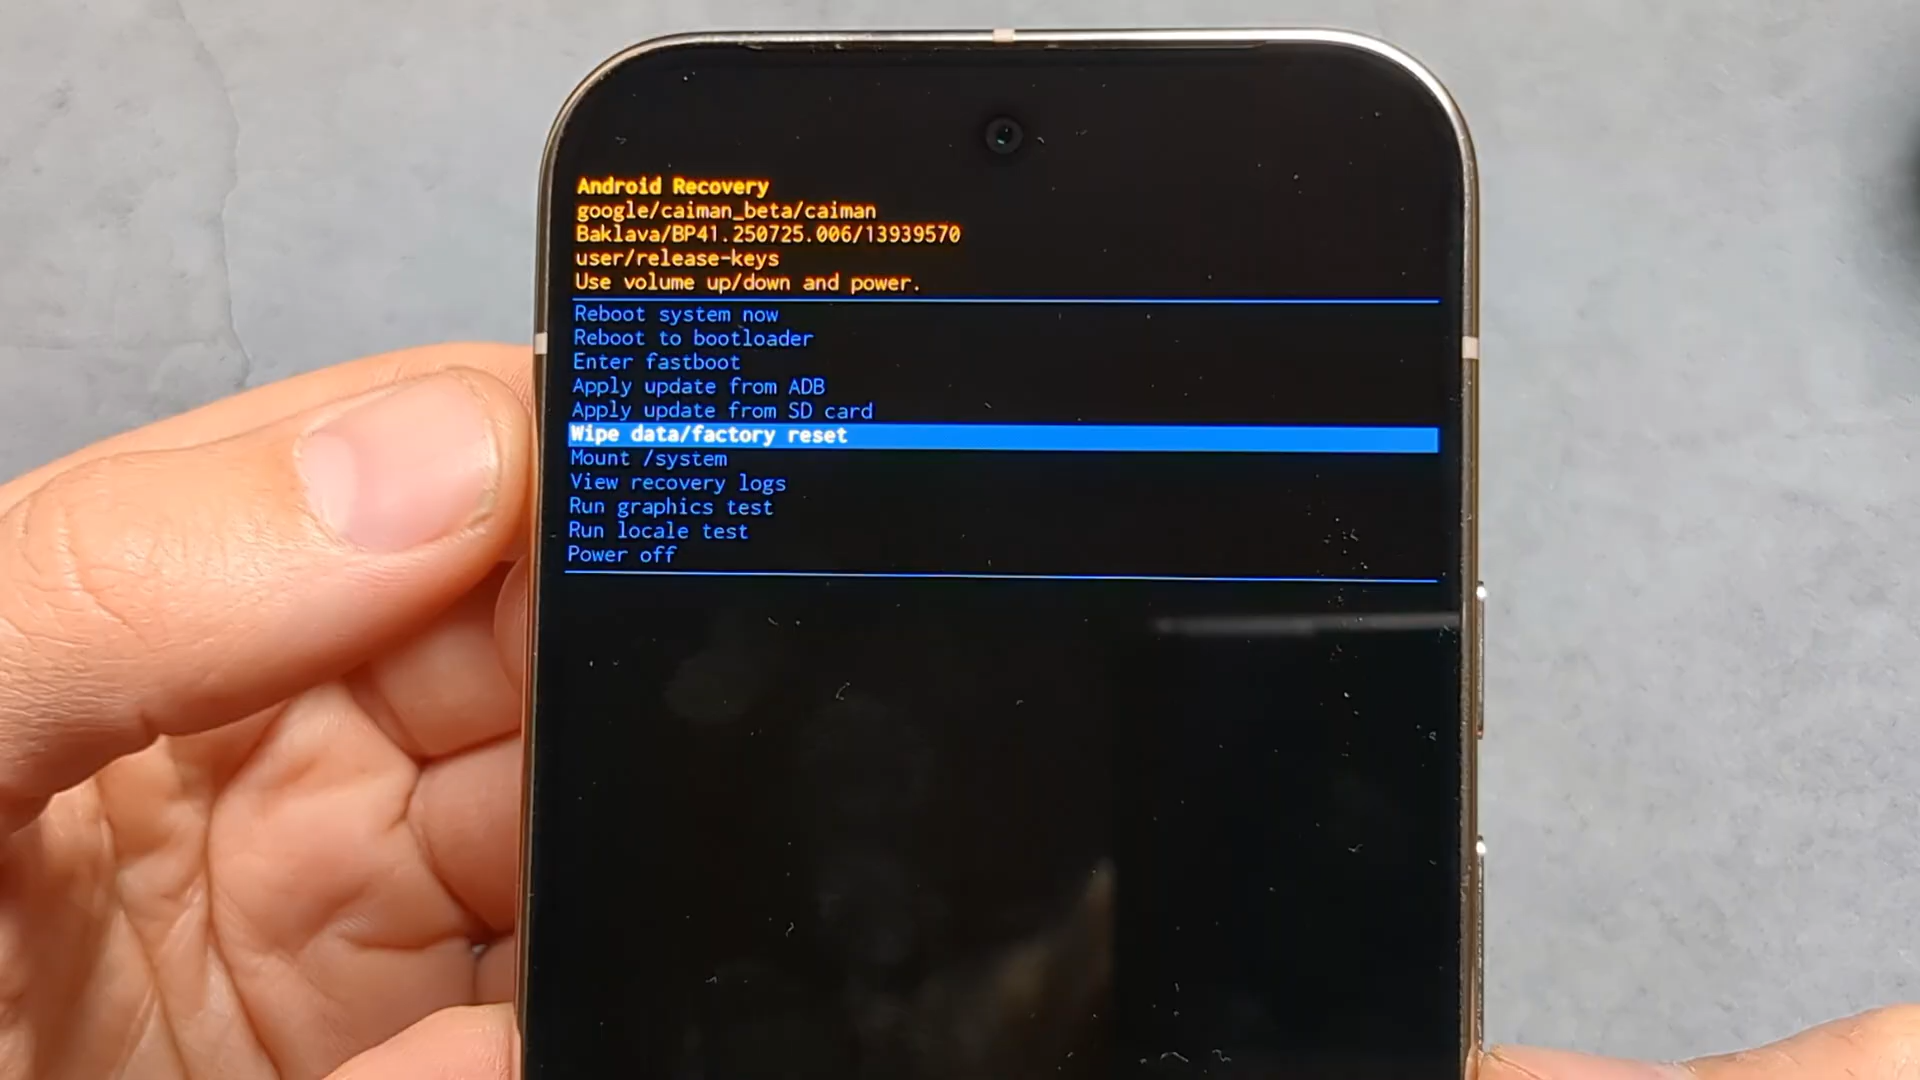 Android Recovery
google/caiman_beta/caiman
Baklava/BP41.250725.006/13939570
user/release-keys
Use volume up/down and power.
Reboot system now
Reboot to bootloader
Enter fastboot
Apply update from ADB
Apply update from SD card
Wipe data/factory reset
Mount /system
View recovery logs
Run graphics test
Run locale test
Power off